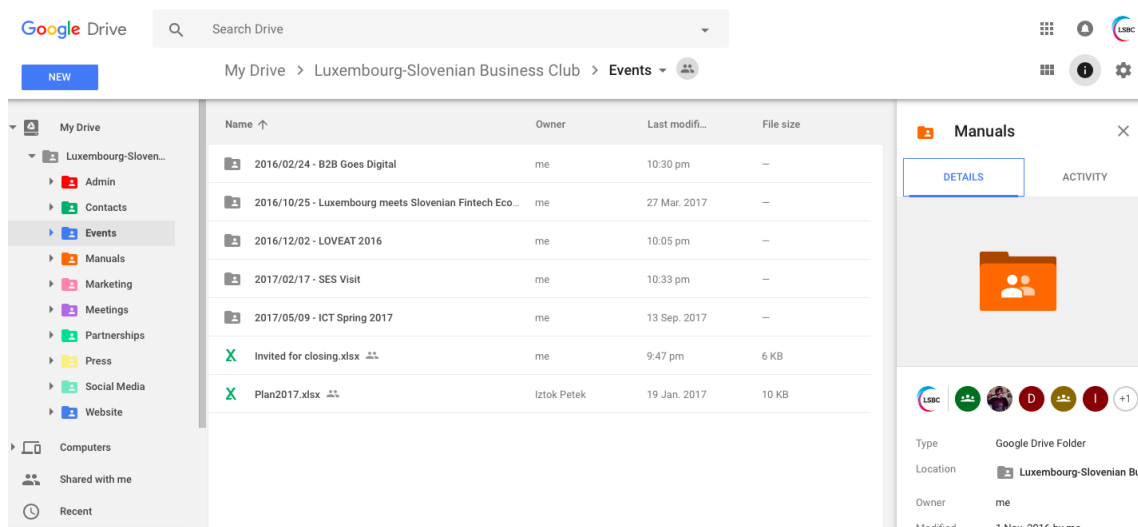 Google Drive
Search Drive
LSBC
NEW
My Drive > Luxembourg-Slovenian Business Club > Events
My Drive
Luxembourg-Sloven...
Admin
Contacts
Events
Manuals
Marketing
Meetings
Partnerships
Press
Social Media
Website
Computers
Shared with me
Recent
Name Owner Last modifi... File size
2016/02/24 - B2B Goes Digital me 10:30 pm —
2016/10/25 - Luxembourg meets Slovenian Fintech Eco... me 27 Mar. 2017 —
2016/12/02 - LOVEAT 2016 me 10:05 pm —
2017/02/17 - SES Visit me 10:33 pm —
2017/05/09 - ICT Spring 2017 me 13 Sep. 2017 —
Invited for closing.xlsx me 9:47 pm 6 KB
Plan2017.xlsx Iztok Petek 19 Jan. 2017 10 KB
Manuals
DETAILS ACTIVITY
LSBC D I +1
Type Google Drive Folder
Location Luxembourg-Slovenian Bu
Owner me
Modified 1 Nov. 2016 by me